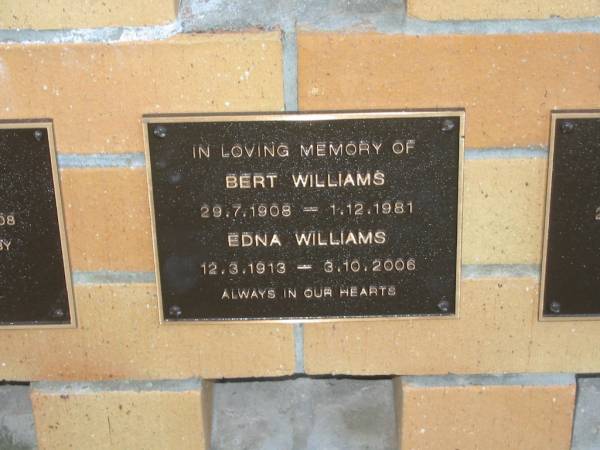 IN LOVING MEMORY OF
BERT WILLIAMS
29.7.1908 — 1.12.1981
EDNA WILLIAMS
12.3.1913 — 3.10.2006
ALWAYS IN OUR HEARTS